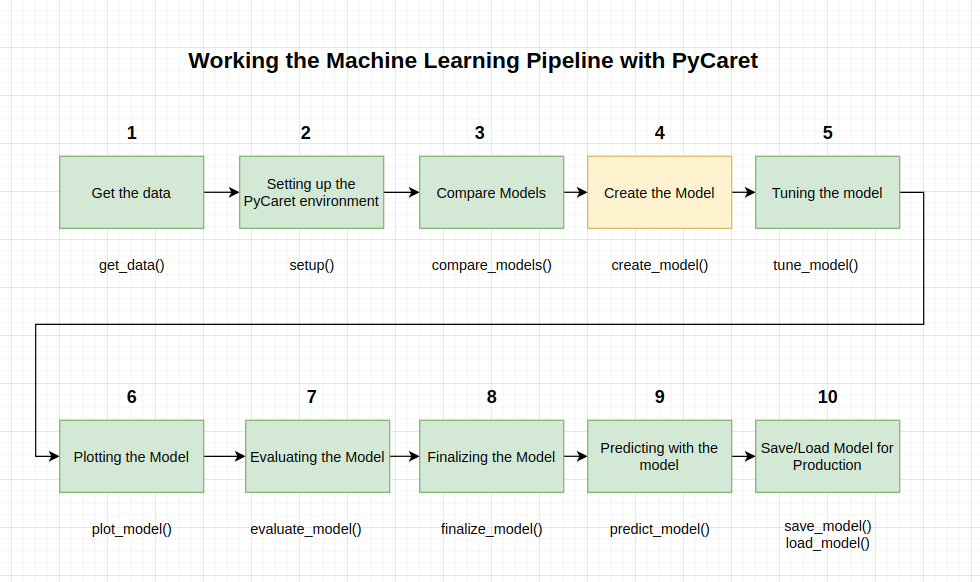 Working the Machine Learning Pipeline with PyCaret
1
2
3
4
5
Get the data
Setting up the
PyCaret environment
Compare Models
Create the Model
Tuning the model
get_data()
setup()
compare_models()
create_model()
tune_model()
6
7
8
9
10
Plotting the Model
Evaluating the Model
Finalizing the Model
Predicting with the
model
Save/Load Model for
Production
plot_model()
evaluate_model()
finalize_model()
predict_model()
save_model()
load_model()